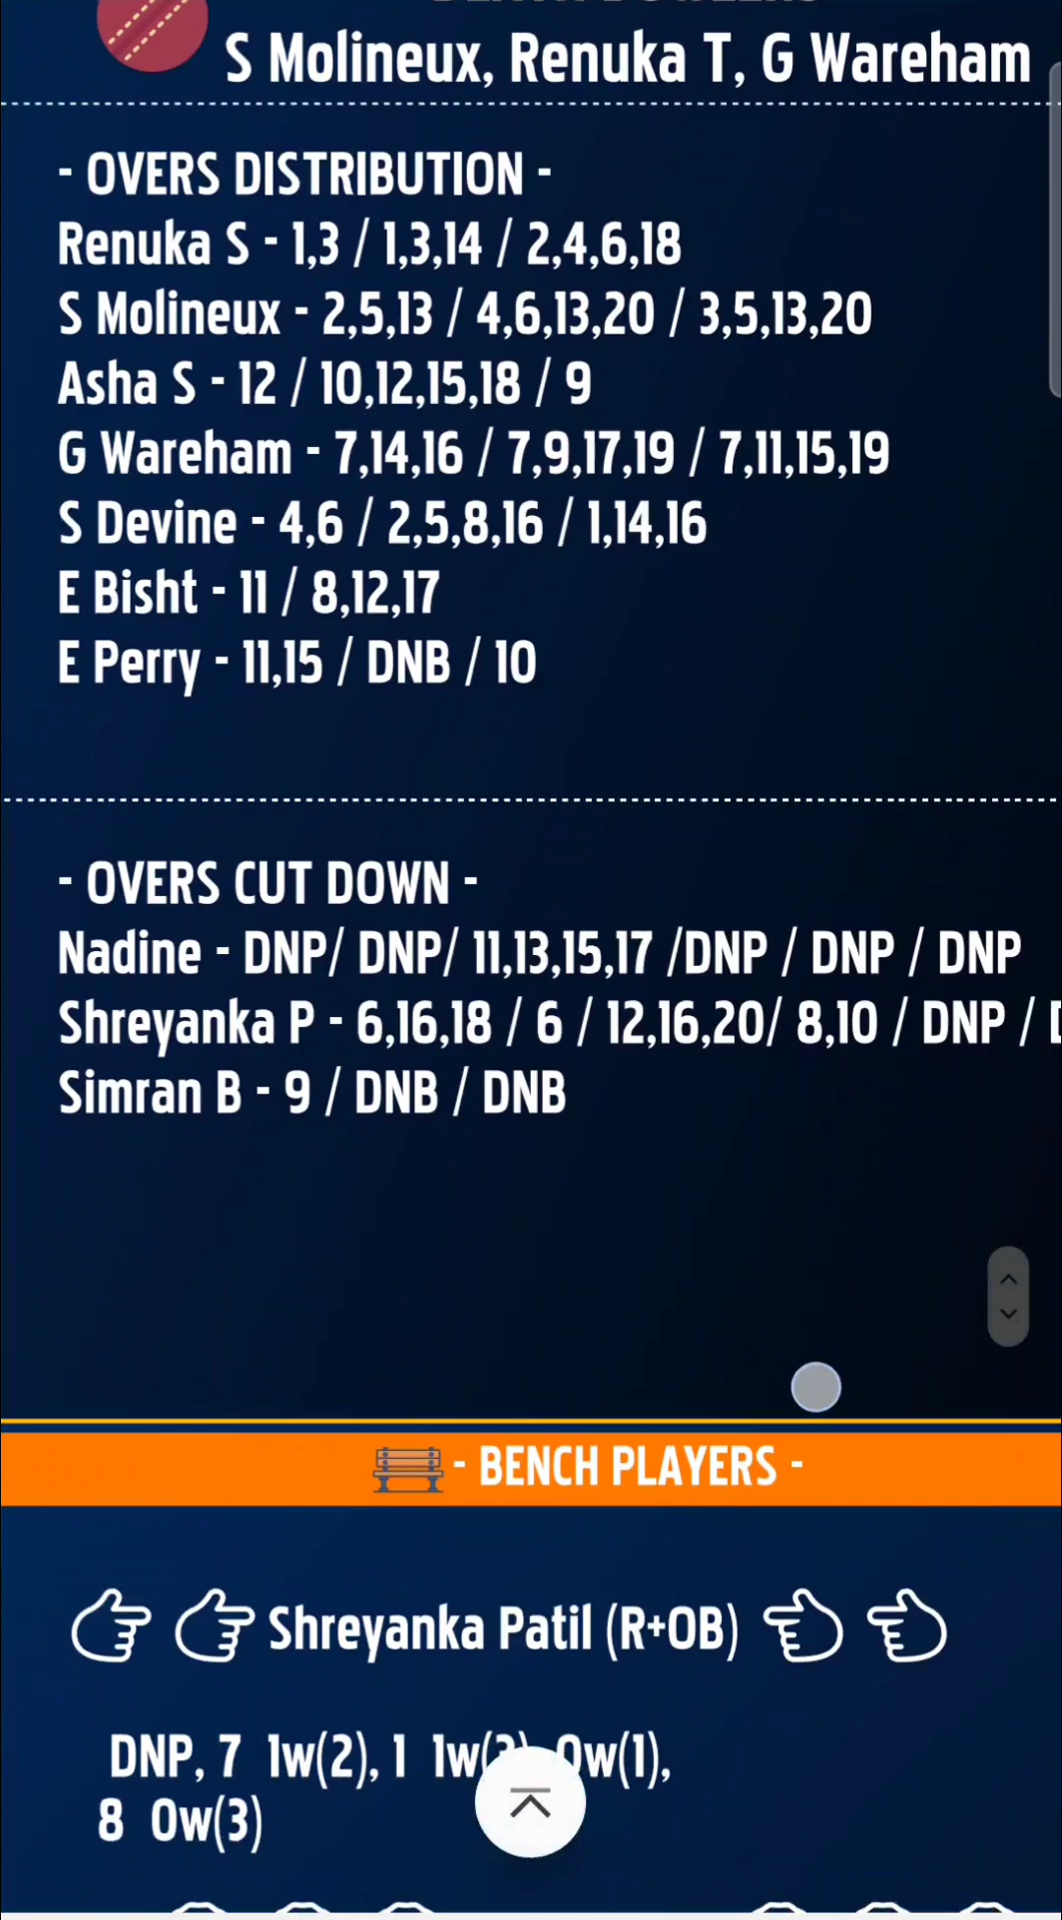 S Molineux, Renuka T, G Wareham
- OVERS DISTRIBUTION -
Renuka S - 1,3 / 1,3,14 / 2,4,6,18
S Molineux - 2,5,13 / 4,6,13,20 / 3,5,13,20
Asha S - 12 / 10,12,15,18 / 9
G Wareham - 7,14,16 / 7,9,17,19 / 7,11,15,19
S Devine - 4,6 / 2,5,8,16 / 1,14,16
E Bisht - 11 / 8,12,17
E Perry - 11,15 / DNB / 10
- OVERS CUT DOWN -
Nadine - DNP/ DNP/ 11,13,15,17 /DNP / DNP / DNP
Shreyanka P - 6,16,18 / 6 / 12,16,20/ 8,10 / DNP /
Simran B - 9 / DNB / DNB
- BENCH PLAYERS -
Shreyanka Patil (R+OB)
DNP, 7 1w(2), 1 0w(1),
8 0w(3)